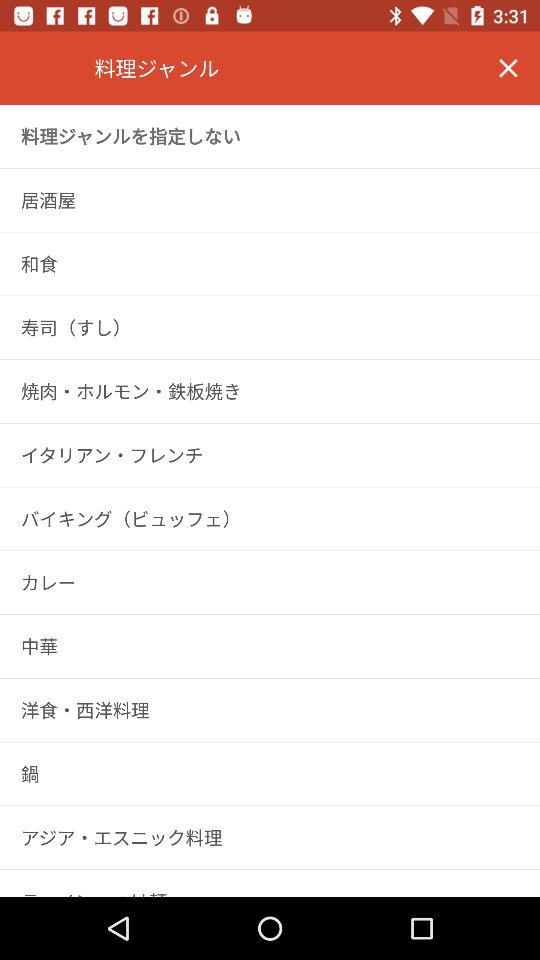 3:31
料理ジャンル
料理ジャンルを指定しない
居酒屋
和食
寿司（すし）
焼肉・ホルモン・鉄板焼き
イタリアン・フレンチ
バイキング（ビュッフェ）
カレー
中華
洋食・西洋料理
鍋
アジア・エスニック料理